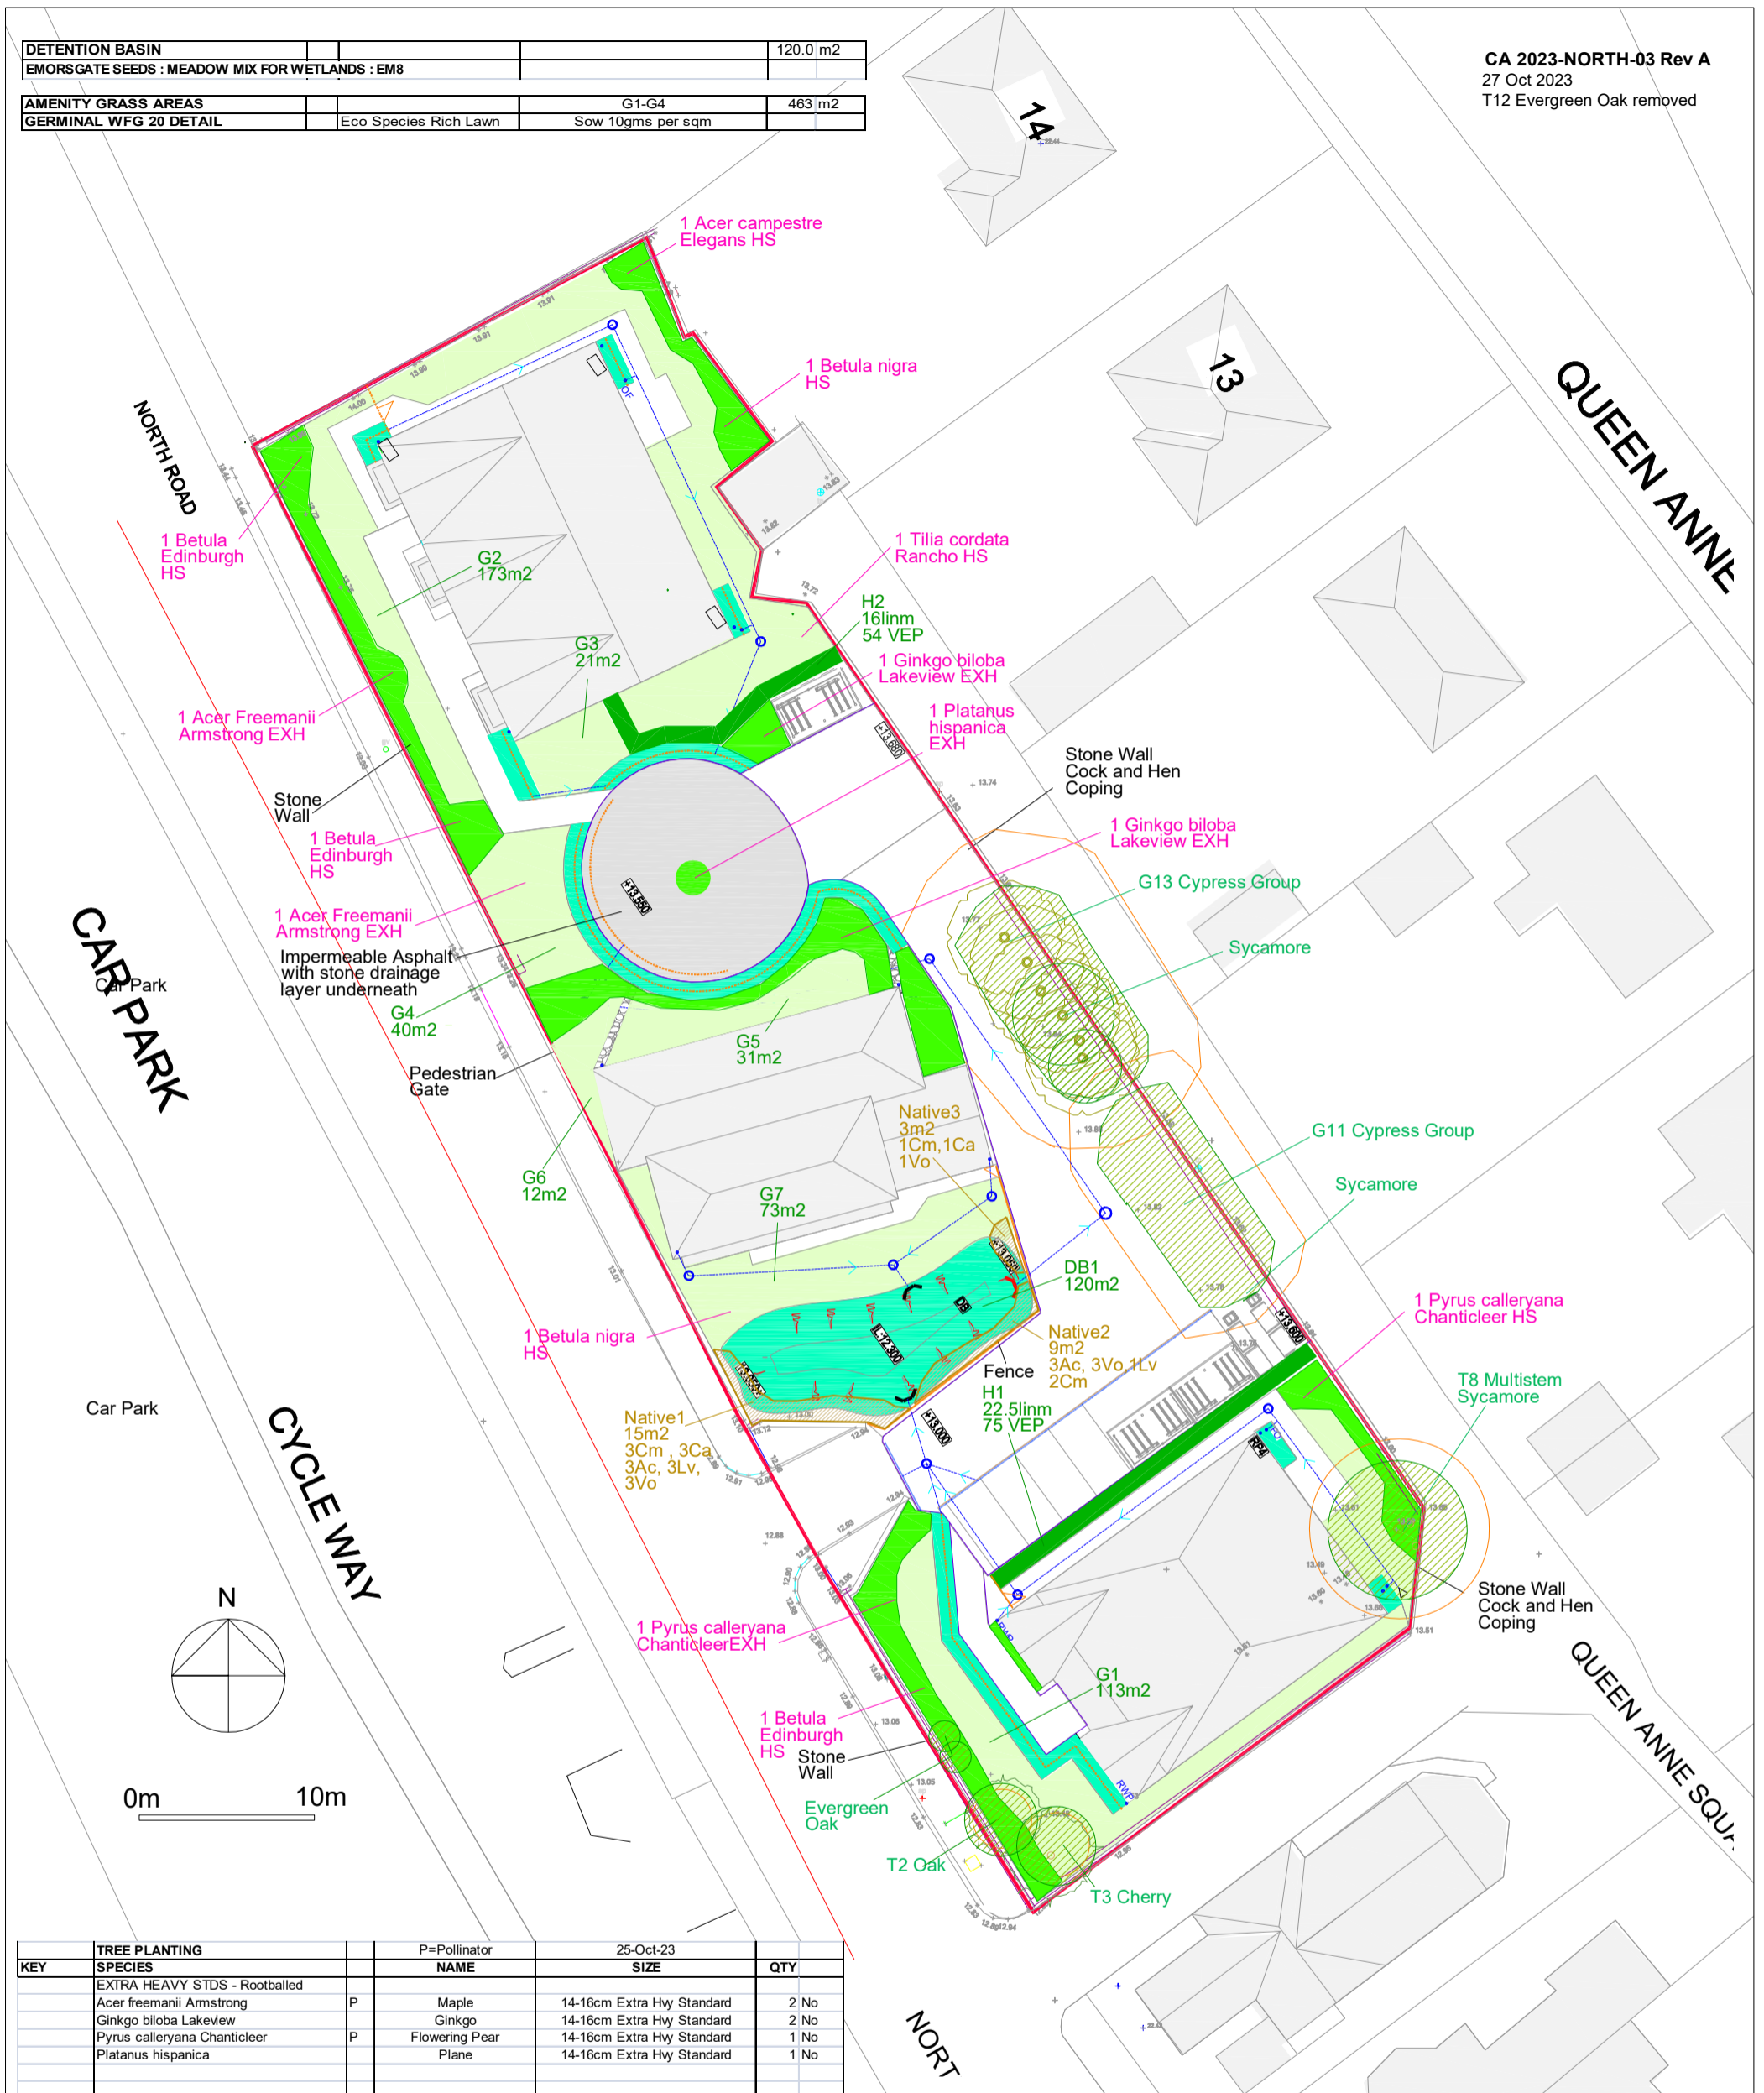 DETENTION BASIN 120.0 m2
EMORSGATE SEEDS : MEADOW MIX FOR WETLANDS : EM8
AMENITY GRASS AREAS G1-G4 463 m2
GERMINAL WFG 20 DETAIL Eco Species Rich Lawn Sow 10gms per sqm
CA 2023-NORTH-03 Rev A
27 Oct 2023
T12 Evergreen Oak removed
14
13
QUEEN ANNE
NORTH ROAD
1 Acer campestre
Elegans HS
1 Betula nigra
HS
1 Betula
Edinburgh
HS
G2
173m2
G3
21m2
1 Tilia cordata
Rancho HS
H2
16linm
54 VEP
1 Ginkgo biloba
Lakeview EXH
1 Platanus
hispanica
EXH
1 Acer Freemanii
Armstrong EXH
+13.680
Stone Wall
Cock and Hen
Coping
Stone
Wall
1 Betula
Edinburgh
HS
1 Ginkgo biloba
Lakeview EXH
G13 Cypress Group
Sycamore
+13.550
1 Acer Freemanii
Armstrong EXH
Impermeable Asphalt
with stone drainage
layer underneath
G4
40m2
CAR PARK
Car Park
G5
31m2
Pedestrian
Gate
Native3
3m2
1Cm,1Ca
1Vo
G11 Cypress Group
Sycamore
G6
12m2
G7
73m2
DB1
120m2
DB
L-12.300
1 Betula nigra
HS
Native2
9m2
3Ac, 3Vo,1Lv
2Cm
Fence
+13.600
1 Pyrus calleryana
Chanticleer HS
T8 Multistem
Sycamore
H1
22.5linm
75 VEP
Native1
15m2
3Cm , 3Ca
3Ac, 3Lv,
3Vo
+13.000
RP4
Car Park
CYCLE WAY
N
0m 10m
1 Pyrus calleryana
ChanticleerEXH
G1
113m2
1 Betula
Edinburgh
HS
Stone
Wall
Stone Wall
Cock and Hen
Coping
RWP
Evergreen
Oak
T2 Oak
T3 Cherry
QUEEN ANNE SQUA
NORT
TREE PLANTING P=Pollinator 25-Oct-23
KEY SPECIES NAME SIZE QTY
EXTRA HEAVY STDS - Rootballed
Acer freemanii Armstrong P Maple 14-16cm Extra Hvy Standard 2 No
Ginkgo biloba Lakeview Ginkgo 14-16cm Extra Hvy Standard 2 No
Pyrus calleryana Chanticleer P Flowering Pear 14-16cm Extra Hvy Standard 1 No
Platanus hispanica Plane 14-16cm Extra Hvy Standard 1 No